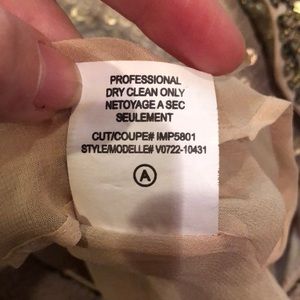 PROFESSIONAL
DRY CLEAN ONLY
NETOYAGE A SEC
SEULEMENT
CUT/COUPE# IMP5801
STYLE/MODELLE# V0722-10431
A